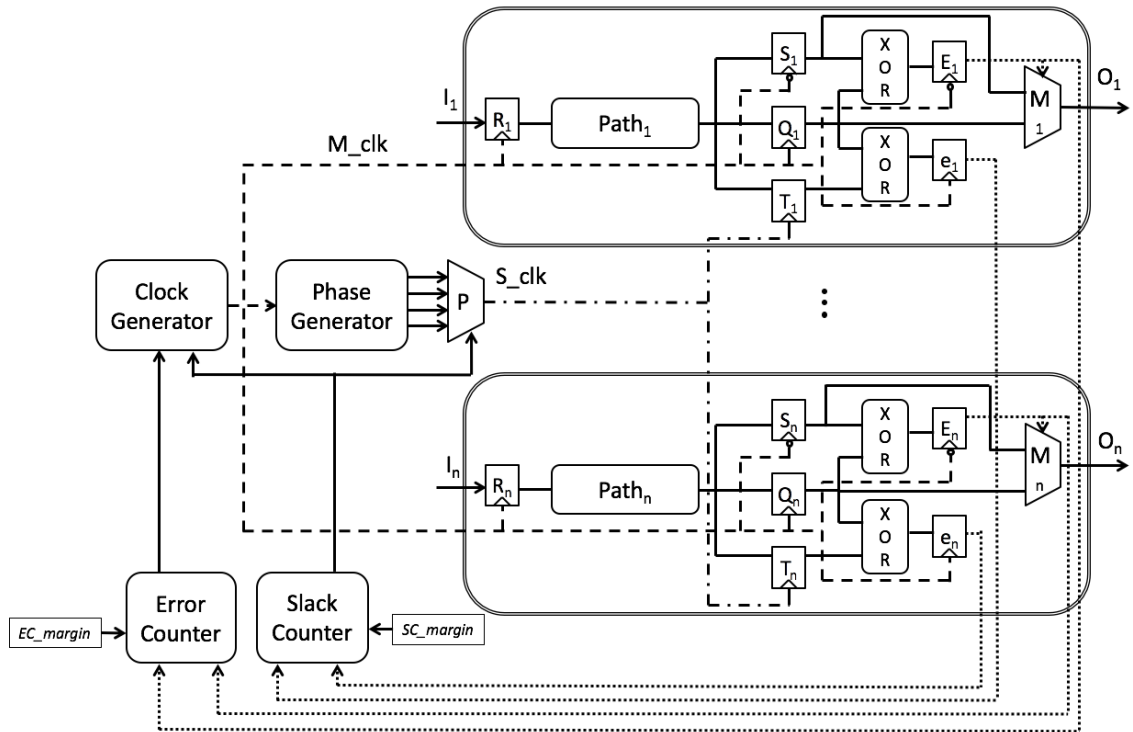 I₁
R₁
Path₁
S₁
Q₁
T₁
X
O
R
X
O
R
E₁
e₁
M
1
O₁
M_clk
Clock
Generator
Phase
Generator
P
S_clk
Iₙ
Rₙ
Pathₙ
Sₙ
Qₙ
Tₙ
X
O
R
X
O
R
Eₙ
eₙ
M
n
Oₙ
EC_margin
Error
Counter
Slack
Counter
SC_margin